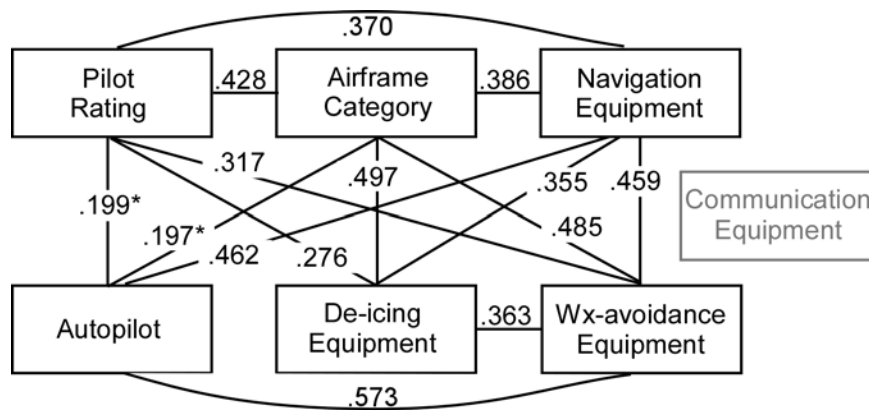 .370
Pilot
Rating
.428
Airframe
Category
.386
Navigation
Equipment
.317
.497
.355
.459
.199*
.197*
.462
.276
.485
Communication
Equipment
Autopilot
De-icing
Equipment
.363
Wx-avoidance
Equipment
.573